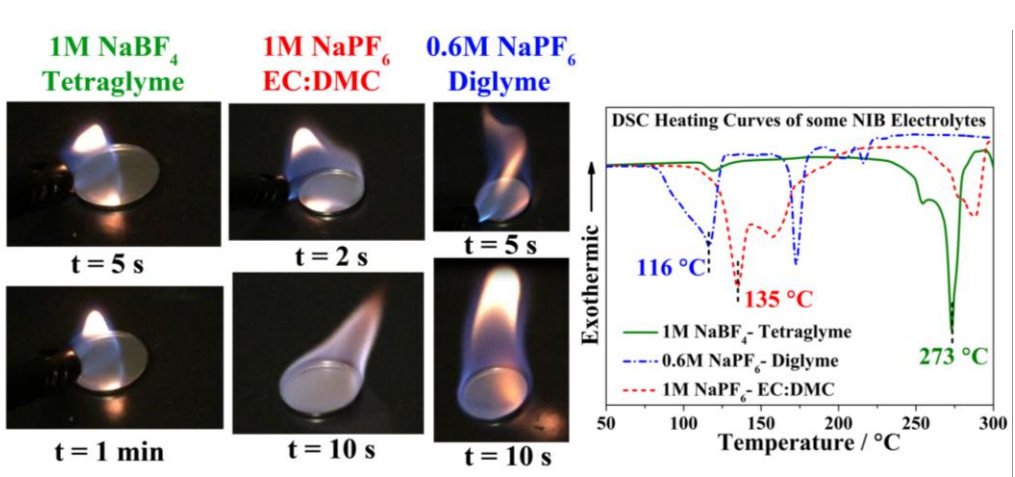 1M NaBF₄
Tetraglyme
1M NaPF₆
EC:DMC
0.6M NaPF₆
Diglyme
t = 5 s
t = 2 s
t = 5 s
t = 1 min
t = 10 s
t = 10 s
DSC Heating Curves of some NIB Electrolytes
Exothermic
116 °C
135 °C
273 °C
1M NaBF₄- Tetraglyme
0.6M NaPF₆- Diglyme
1M NaPF₆- EC:DMC
50 100 150 200 250 300
Temperature / °C